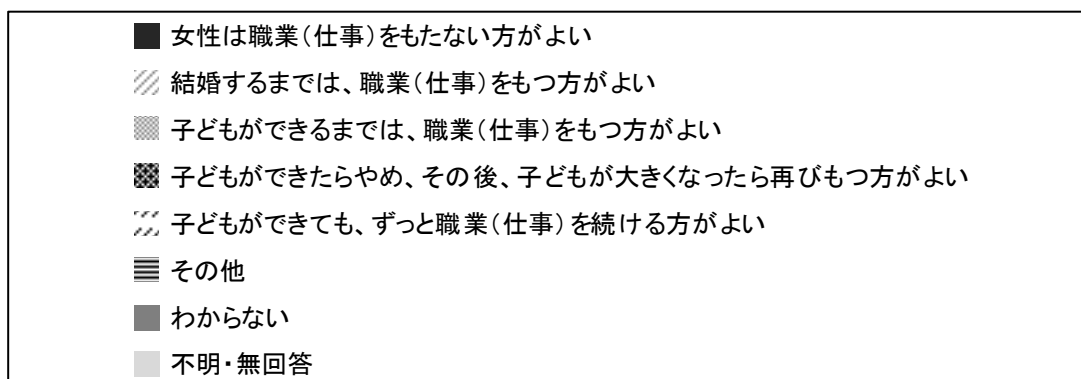 女性は職業(仕事)をもたない方がよい
結婚するまでは、職業(仕事)をもつ方がよい
子どもができるまでは、職業(仕事)をもつ方がよい
子どもができたらやめ、その後、子どもが大きくなったら再びもつ方がよい
子どもができても、ずっと職業(仕事)を続ける方がよい
その他
わからない
不明・無回答